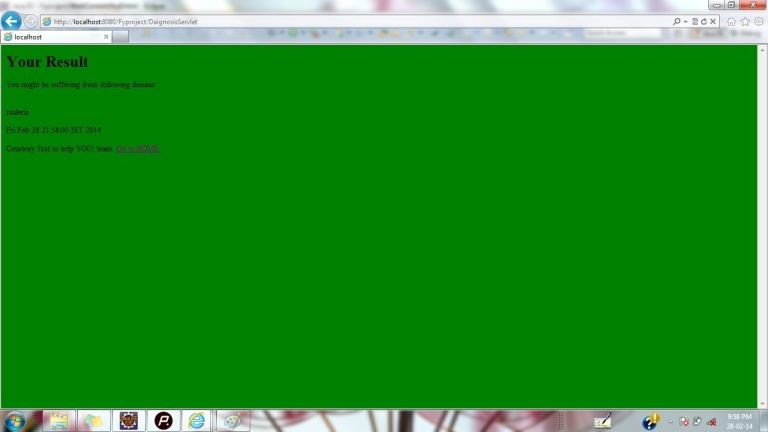 http://localhost:8080/Fyproject/DaignosisServlet
localhost
Your Result
You might be suffering from following disease
maleria
Fri Feb 28 21:58:00 IST 2014
Courtesy Just to help YOU! team. Go to HOME
9:58 PM
28-02-14